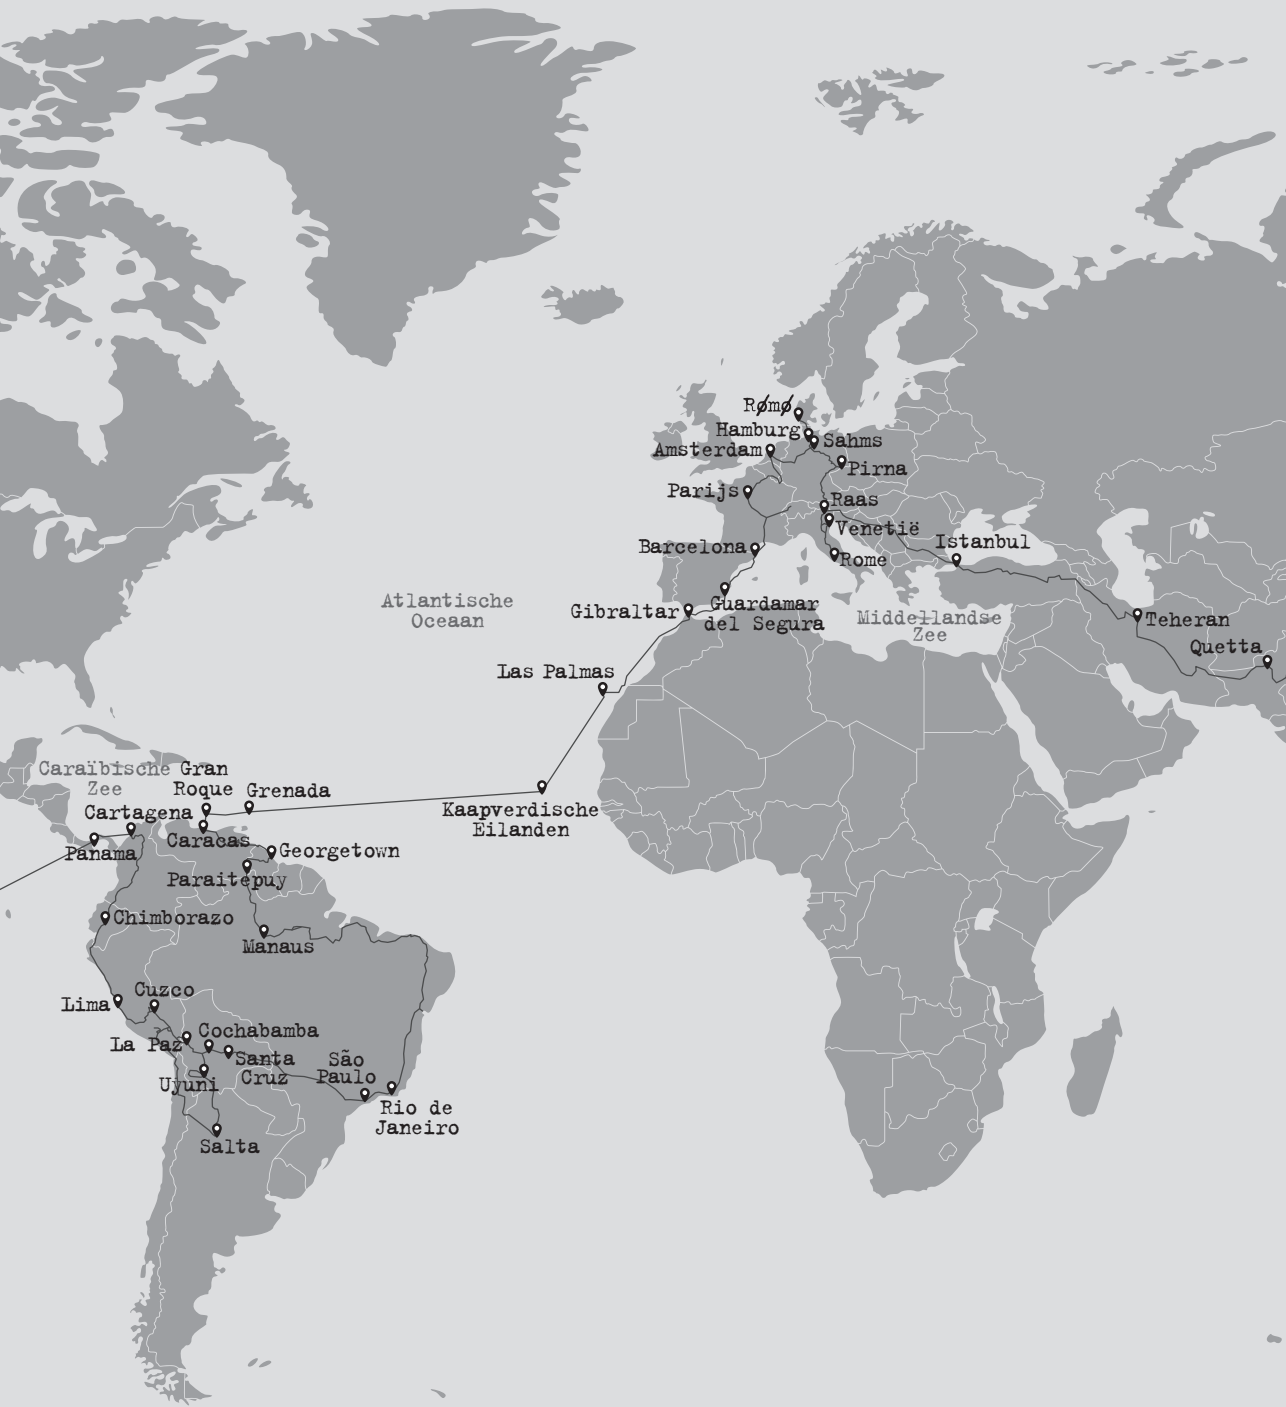 Rømø
Hamburg
Sahms
Amsterdam
Pirna
Parijs
Raas
Venetië
Istanbul
Barcelona
Rome
Atlantische
Oceaan
Gibraltar
Guardamar
del Segura
Middellandse
Zee
Teheran
Quetta
Las Palmas
Caraïbische
Zee
Gran
Roque
Grenada
Cartagena
Kaapverdische
Eilanden
Panama
Caracas
Georgetown
Paraitepuy
Chimborazo
Manaus
Cuzco
Lima
Cochabamba
La Paz
Santa
Cruz
São
Paulo
Uyuni
Rio de
Janeiro
Salta